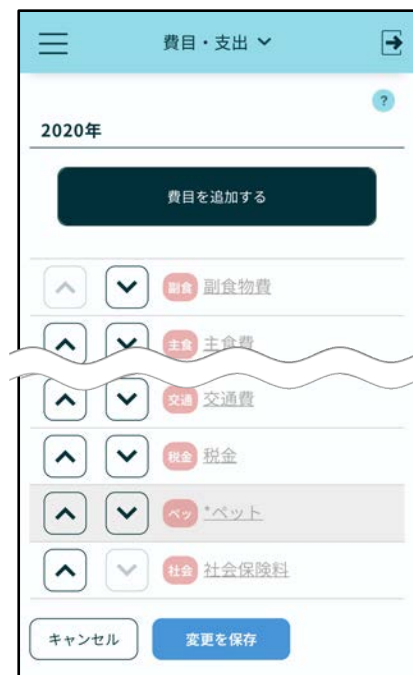 費目・支出
?
2020年
費目を追加する
副食 副食物費
主食 主食費
交通 交通費
税金 税金
ペッ *ペット
社会 社会保険料
キャンセル 変更を保存